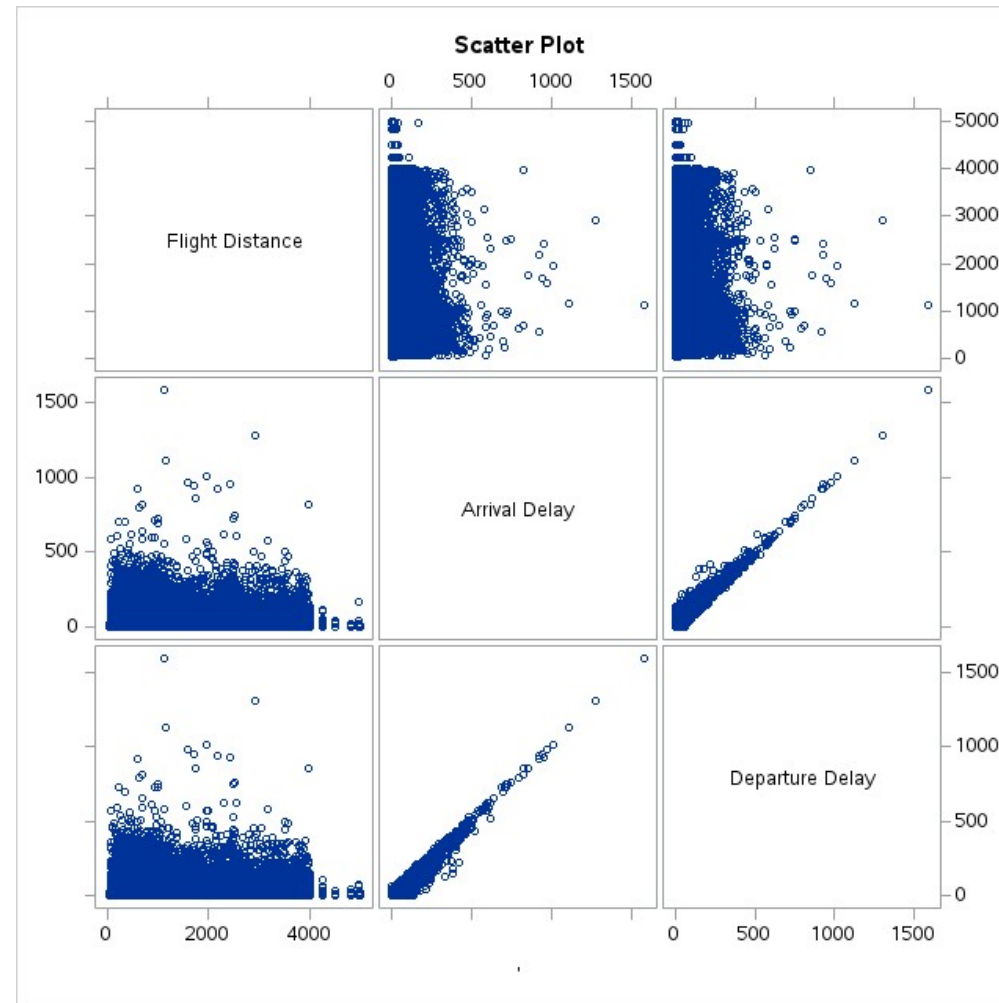 Scatter Plot
0 500 1000 1500
5000
Flight Distance
4000
3000
2000
1000
0
1500
Arrival Delay
1000
500
0
1500
Departure Delay
1000
500
0
0 2000 4000 0 500 1000 1500